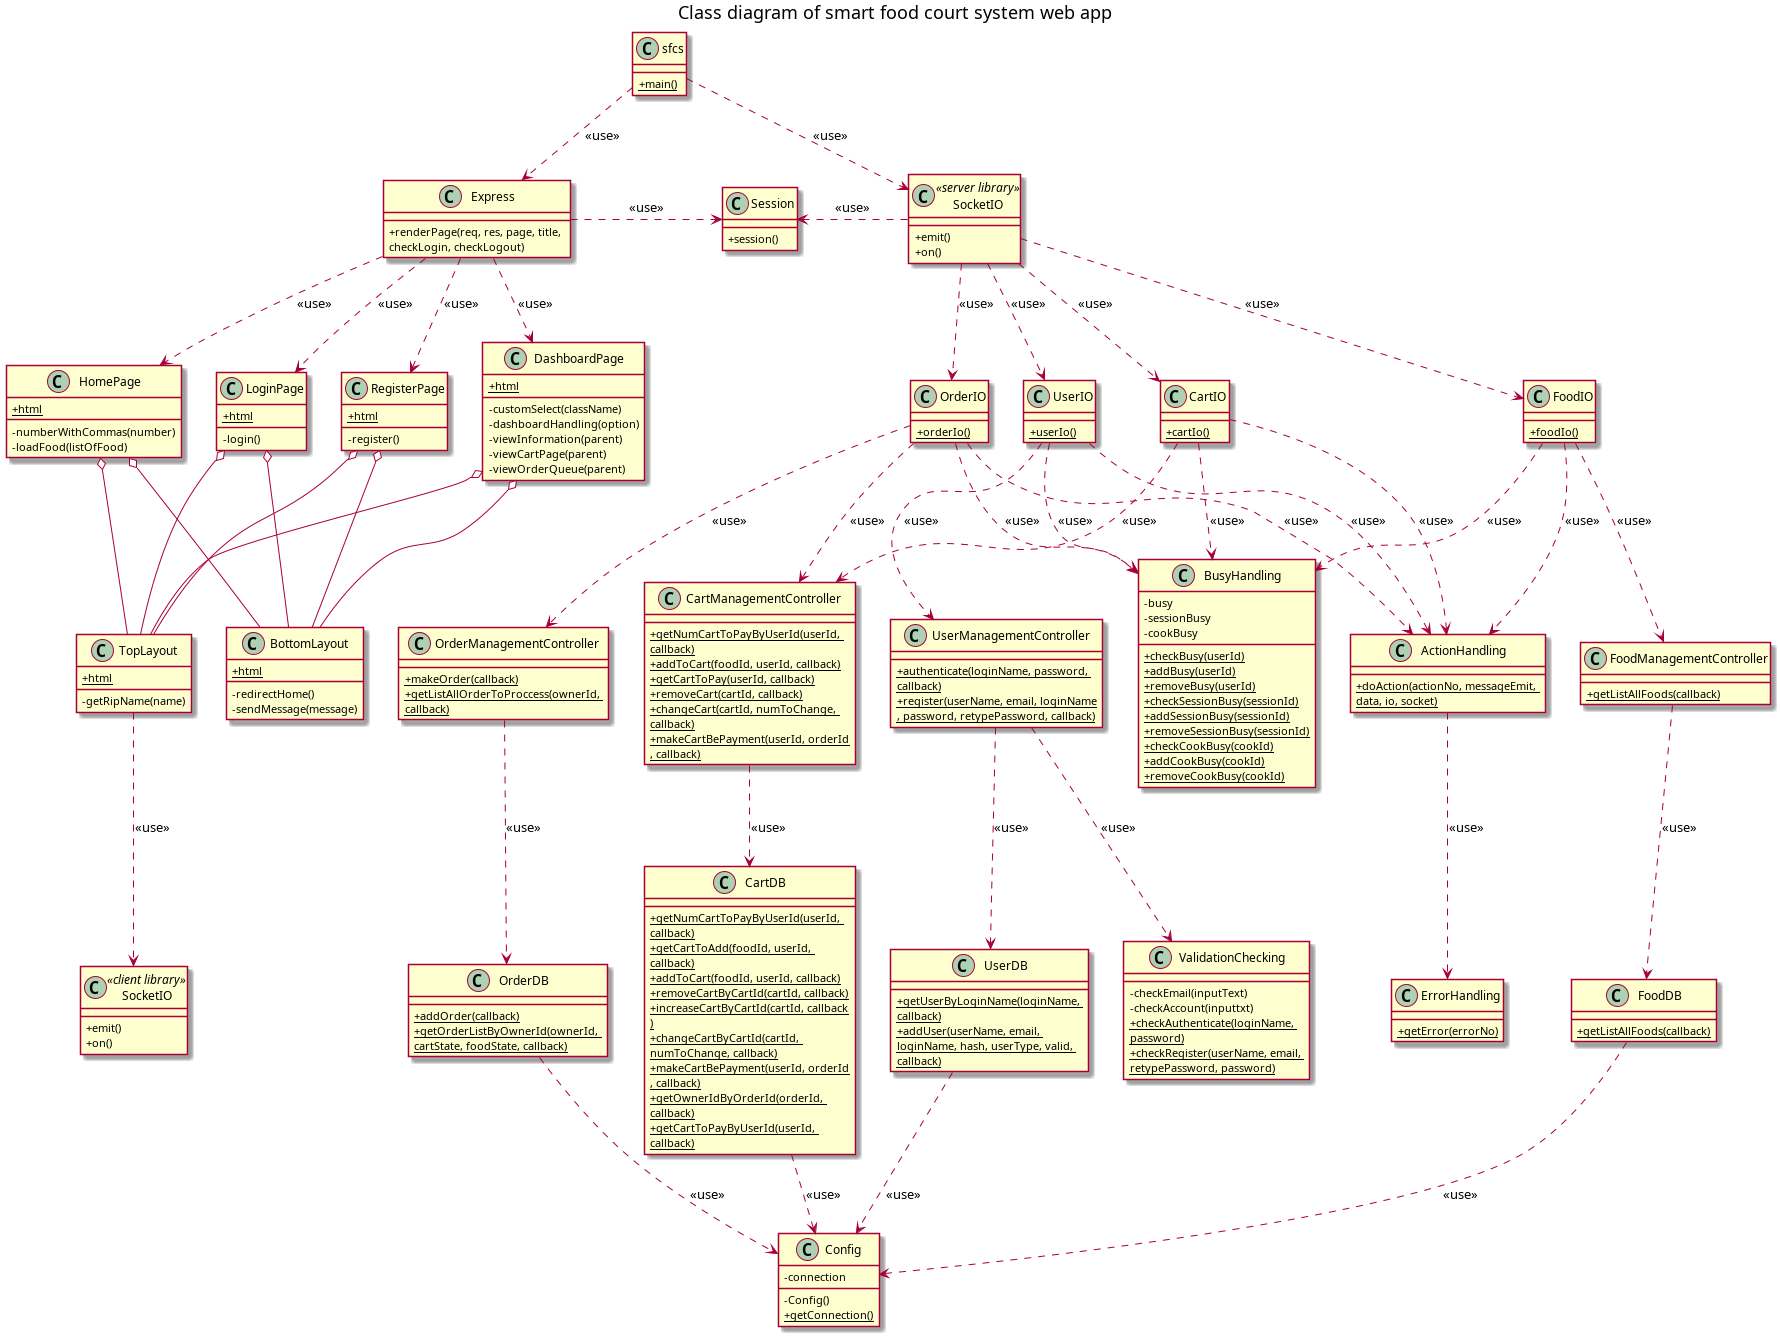 Class diagram of smart food court system web app
C sfcs
+main()
«use»
«use»
C Express
+renderPage(req, res, page, title,
checkLogin, checkLogout)
«use»
C Session
+session()
«use»
C «server library»
SocketIO
+emit()
+on()
«use»
«use»
«use»
«use»
«use»
«use»
«use»
«use»
C HomePage
+html
-numberWithCommas(number)
-loadFood(listOfFood)
C LoginPage
+html
-login()
C RegisterPage
+html
-register()
C DashboardPage
+html
-customSelect(className)
-dashboardHandling(option)
-viewInformation(parent)
-viewCartPage(parent)
-viewOrderQueue(parent)
C OrderIO
+orderIo()
C UserIO
+userIo()
C CartIO
+cartIo()
C FoodIO
+foodIo()
«use»
«use»
«use»
«use»
«use»
«use»
«use»
«use»
«use»
«use»
«use»
«use»
«use»
C TopLayout
+html
-getRipName(name)
C BottomLayout
+html
-redirectHome()
-sendMessage(message)
C OrderManagementController
+makeOrder(callback)
+getListAllOrderToProccess(ownerId,
callback)
C CartManagementController
+getNumCartToPayByUserId(userId,
callback)
+addToCart(foodId, userId, callback)
+getCartToPay(userId, callback)
+removeCart(cartId, callback)
+changeCart(cartId, numToChange,
callback)
+makeCartBePayment(userId, orderId
, callback)
C UserManagementController
+authenticate(loginName, password,
callback)
+register(userName, email, loginName
, password, retypePassword, callback)
C BusyHandling
-busy
-sessionBusy
-cookBusy
+checkBusy(userId)
+addBusy(userId)
+removeBusy(userId)
+checkSessionBusy(sessionId)
+addSessionBusy(sessionId)
+removeSessionBusy(sessionId)
+checkCookBusy(cookId)
+addCookBusy(cookId)
+removeCookBusy(cookId)
C ActionHandling
+doAction(actionNo, messageEmit,
data, io, socket)
C FoodManagementController
+getListAllFoods(callback)
«use»
«use»
«use»
«use»
«use»
«use»
«use»
C «client library»
SocketIO
+emit()
+on()
C OrderDB
+addOrder(callback)
+getOrderListByOwnerId(ownerId,
cartState, foodState, callback)
C CartDB
+getNumCartToPayByUserId(userId,
callback)
+getCartToAdd(foodId, userId,
callback)
+addToCart(foodId, userId, callback)
+removeCartByCartId(cartId, callback)
+increaseCartByCartId(cartId, callback
)
+changeCartByCartId(cartId,
numToChange, callback)
+makeCartBePayment(userId, orderId
, callback)
+getOwnerIdByOrderId(orderId,
callback)
+getCartToPayByUserId(userId,
callback)
C UserDB
+getUserByLoginName(loginName,
callback)
+addUser(userName, email,
loginName, hash, userType, valid,
callback)
C ValidationChecking
-checkEmail(inputText)
-checkAccount(inputtxt)
+checkAuthenticate(loginName,
password)
+checkRegister(userName, email,
retypePassword, password)
C ErrorHandling
+getError(errorNo)
C FoodDB
+getListAllFoods(callback)
«use»
«use»
«use»
«use»
C Config
-connection
-Config()
+getConnection()